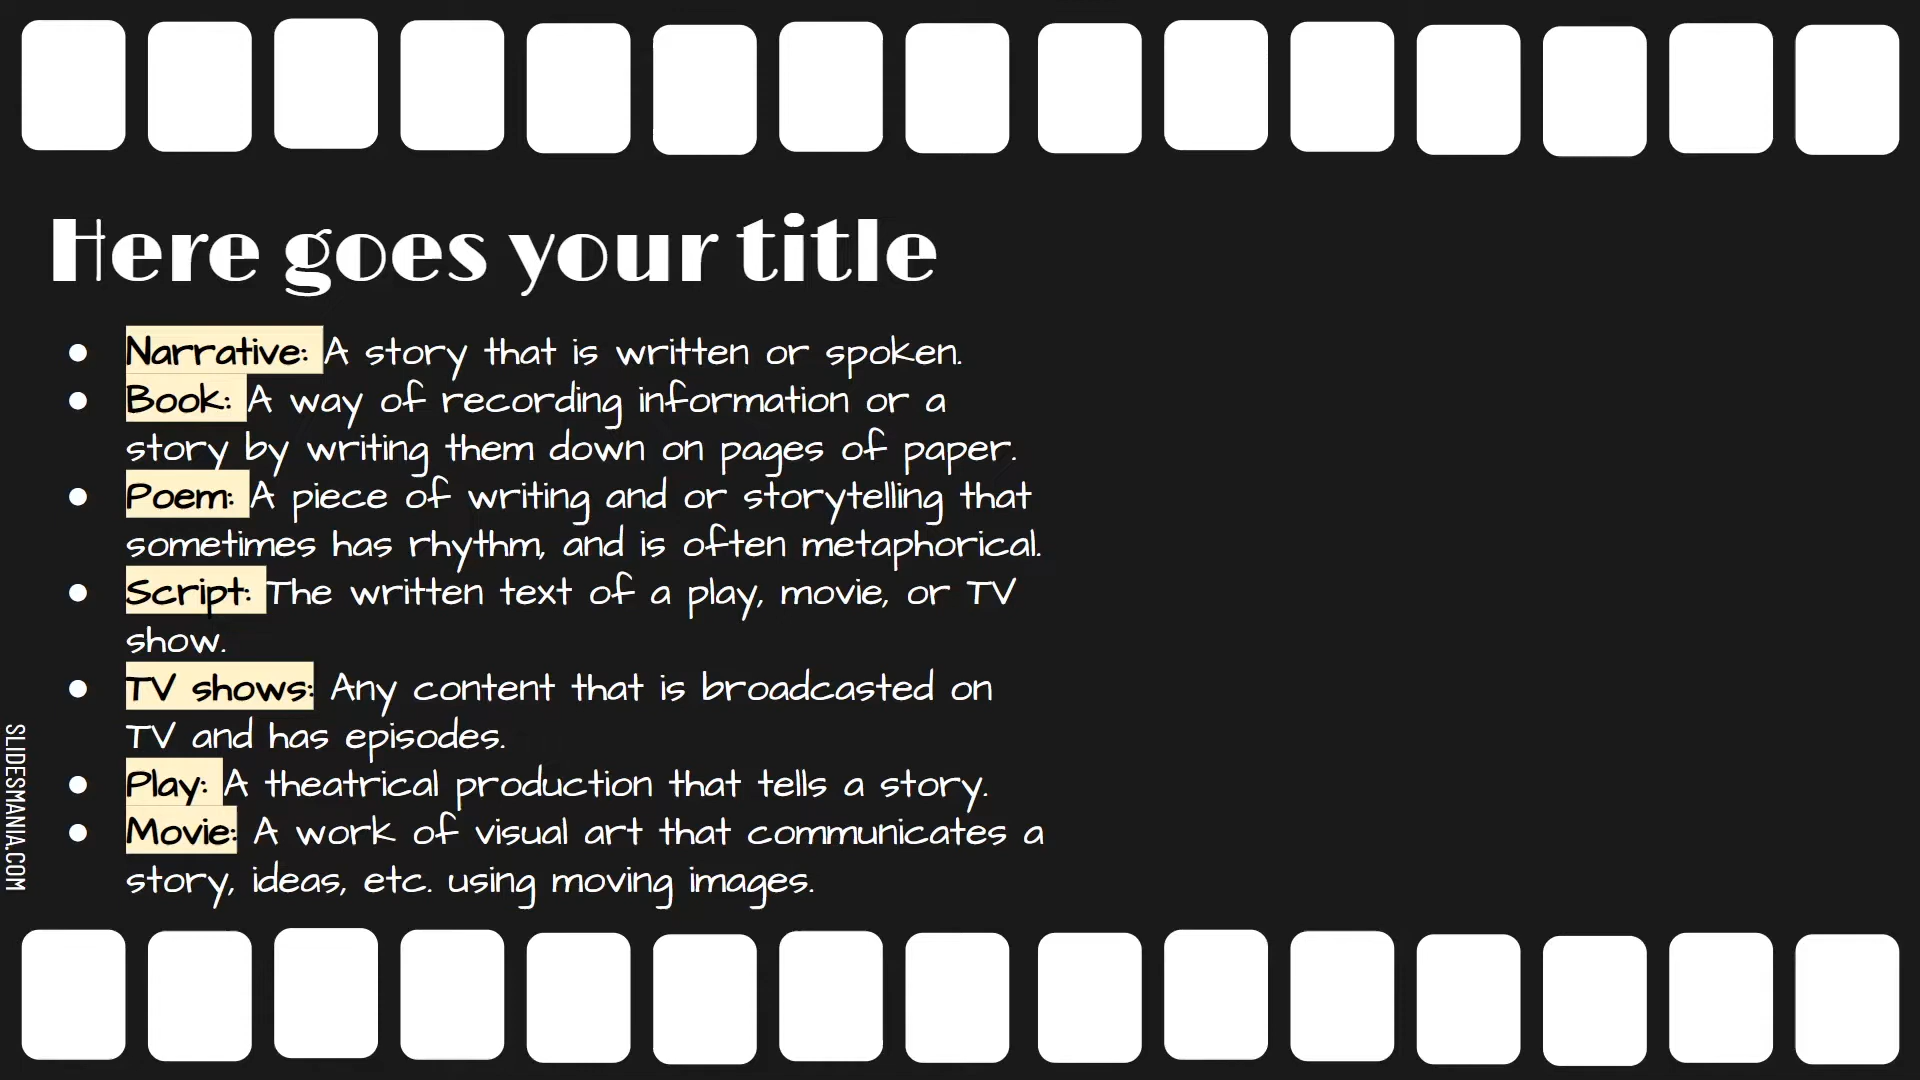 Here goes your title
● Narrative: A story that is written or spoken.
● Book: A way of recording information or a
story by writing them down on pages of paper.
● Poem: A piece of writing and or storytelling that
sometimes has rhythm, and is often metaphorical.
● Script: The written text of a play, movie, or TV
show.
● TV shows: Any content that is broadcasted on
TV and has episodes.
● Play: A theatrical production that tells a story.
● Movie: A work of visual art that communicates a
story, ideas, etc. using moving images.
SLIDESMANIA.COM